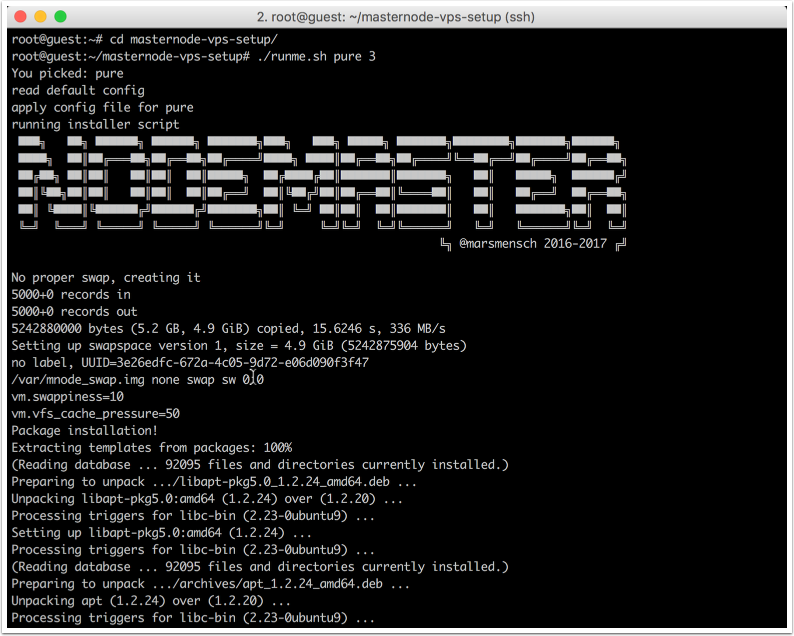 2. root@guest: ~/masternode-vps-setup (ssh)
root@guest:~# cd masternode-vps-setup/
root@guest:~/masternode-vps-setup# ./runme.sh pure 3
You picked: pure
read default config
apply config file for pure
running installer script
NODEMASTER
@marsmensch 2016-2017
No proper swap, creating it
5000+0 records in
5000+0 records out
5242880000 bytes (5.2 GB, 4.9 GiB) copied, 15.6246 s, 336 MB/s
Setting up swapspace version 1, size = 4.9 GiB (5242875904 bytes)
no label, UUID=3e26edfc-672a-4c05-9d72-e06d090f3f47
/var/mnode_swap.img none swap sw 0 0
vm.swappiness=10
vm.vfs_cache_pressure=50
Package installation!
Extracting templates from packages: 100%
(Reading database ... 92095 files and directories currently installed.)
Preparing to unpack .../libapt-pkg5.0_1.2.24_amd64.deb ...
Unpacking libapt-pkg5.0:amd64 (1.2.24) over (1.2.20) ...
Processing triggers for libc-bin (2.23-0ubuntu9) ...
Setting up libapt-pkg5.0:amd64 (1.2.24) ...
Processing triggers for libc-bin (2.23-0ubuntu9) ...
(Reading database ... 92095 files and directories currently installed.)
Preparing to unpack .../archives/apt_1.2.24_amd64.deb ...
Unpacking apt (1.2.24) over (1.2.20) ...
Processing triggers for libc-bin (2.23-0ubuntu9) ...